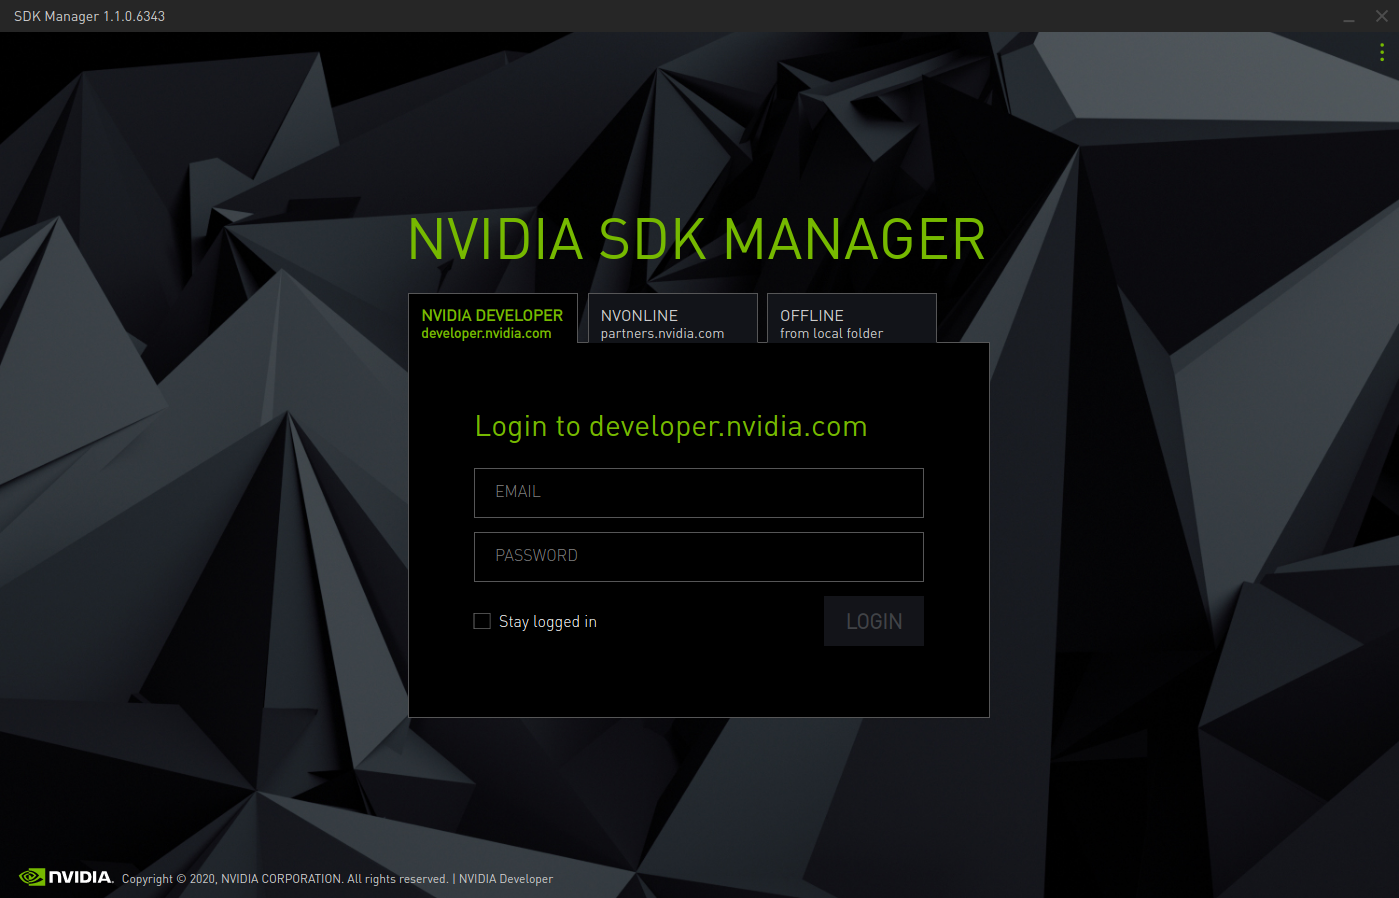 SDK Manager 1.1.0.6343
NVIDIA SDK MANAGER
NVIDIA DEVELOPER
developer.nvidia.com
NVONLINE
partners.nvidia.com
OFFLINE
from local folder
Login to developer.nvidia.com
EMAIL
PASSWORD
Stay logged in
LOGIN
NVIDIA. Copyright © 2020, NVIDIA CORPORATION. All rights reserved. | NVIDIA Developer